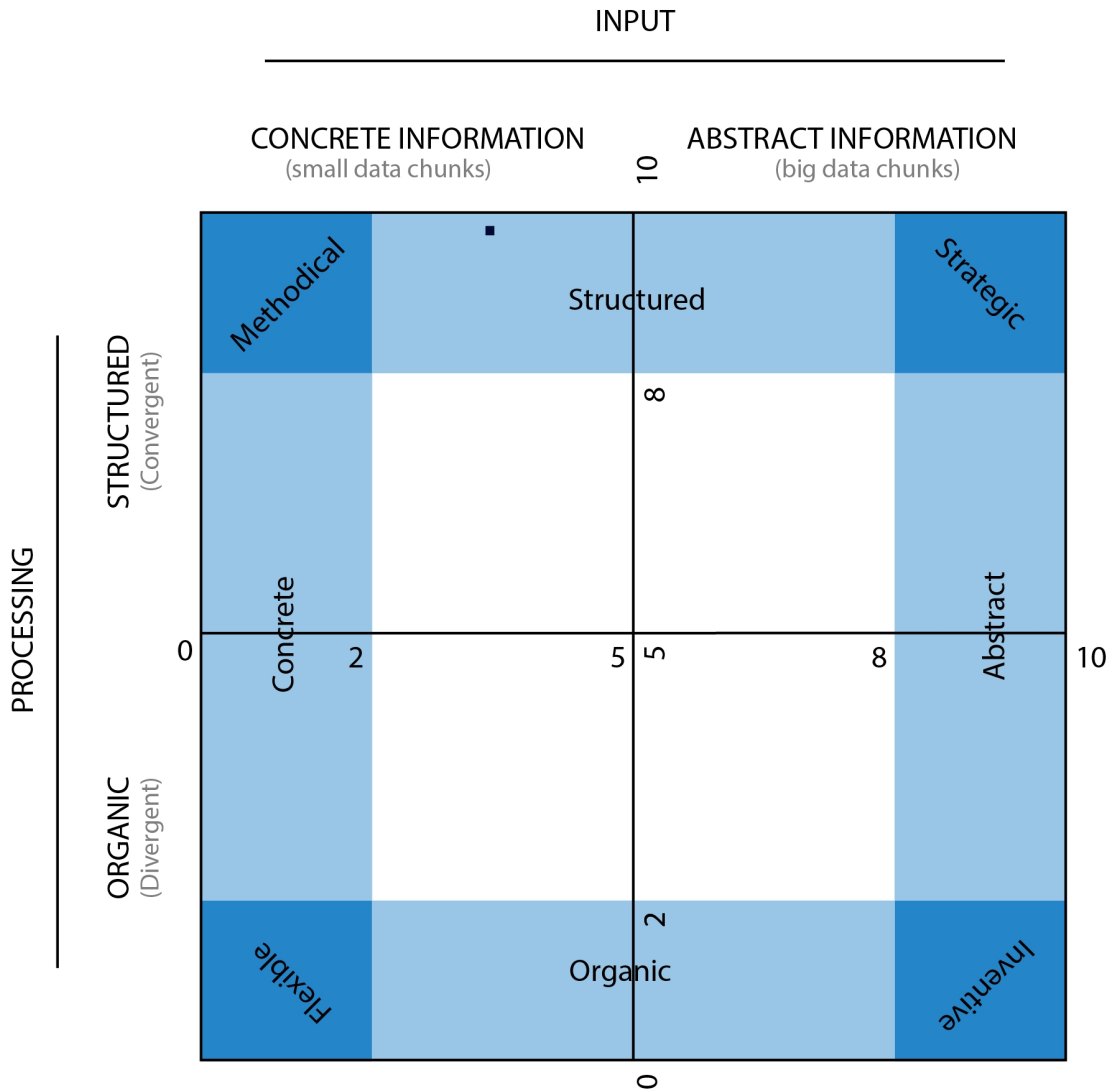 INPUT
CONCRETE INFORMATION
(small data chunks)
ABSTRACT INFORMATION
(big data chunks)
10
Methodical
Structured
Strategic
8
PROCESSING
STRUCTURED
(Convergent)
ORGANIC
(Divergent)
Concrete
Abstract
0
2
5
5
8
10
2
Flexible
Organic
Inventive
0